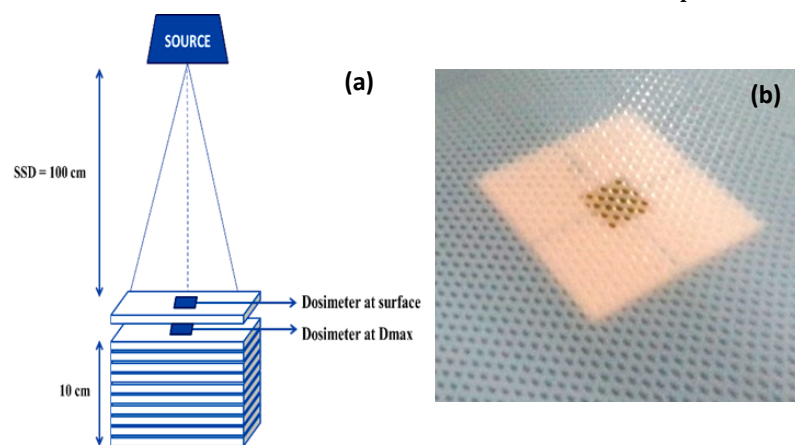 SOURCE
(a)
(b)
SSD = 100 cm
Dosimeter at surface
Dosimeter at Dmax
10 cm